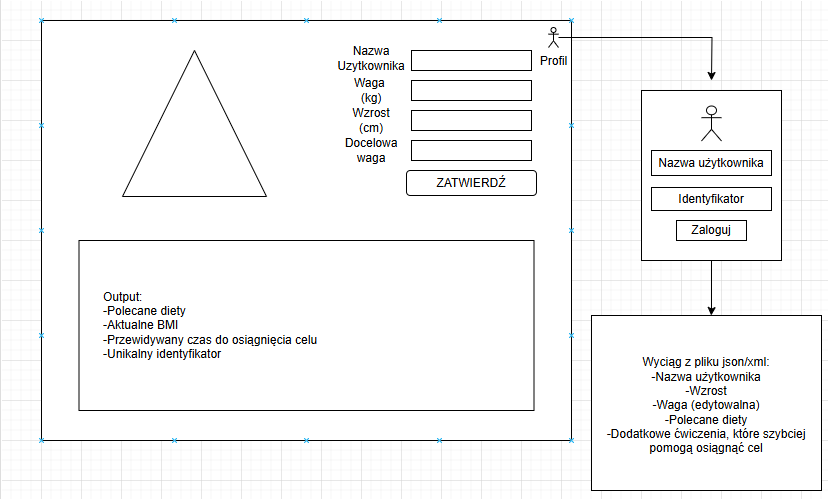 Nazwa
Uzytkownika
Waga
(kg)
Wzrost
(cm)
Docelowa
waga
ZATWIERDŹ
Profil
Output:
-Polecane diety
-Aktualne BMI
-Przewidywany czas do osiągnięcia celu
-Unikalny identyfikator
Nazwa użytkownika
Identyfikator
Zaloguj
Wyciąg z pliku json/xml:
-Nazwa użytkownika
-Wzrost
-Waga (edytowalna)
-Polecane diety
-Dodatkowe ćwiczenia, które szybciej
pomogą osiągnąć cel